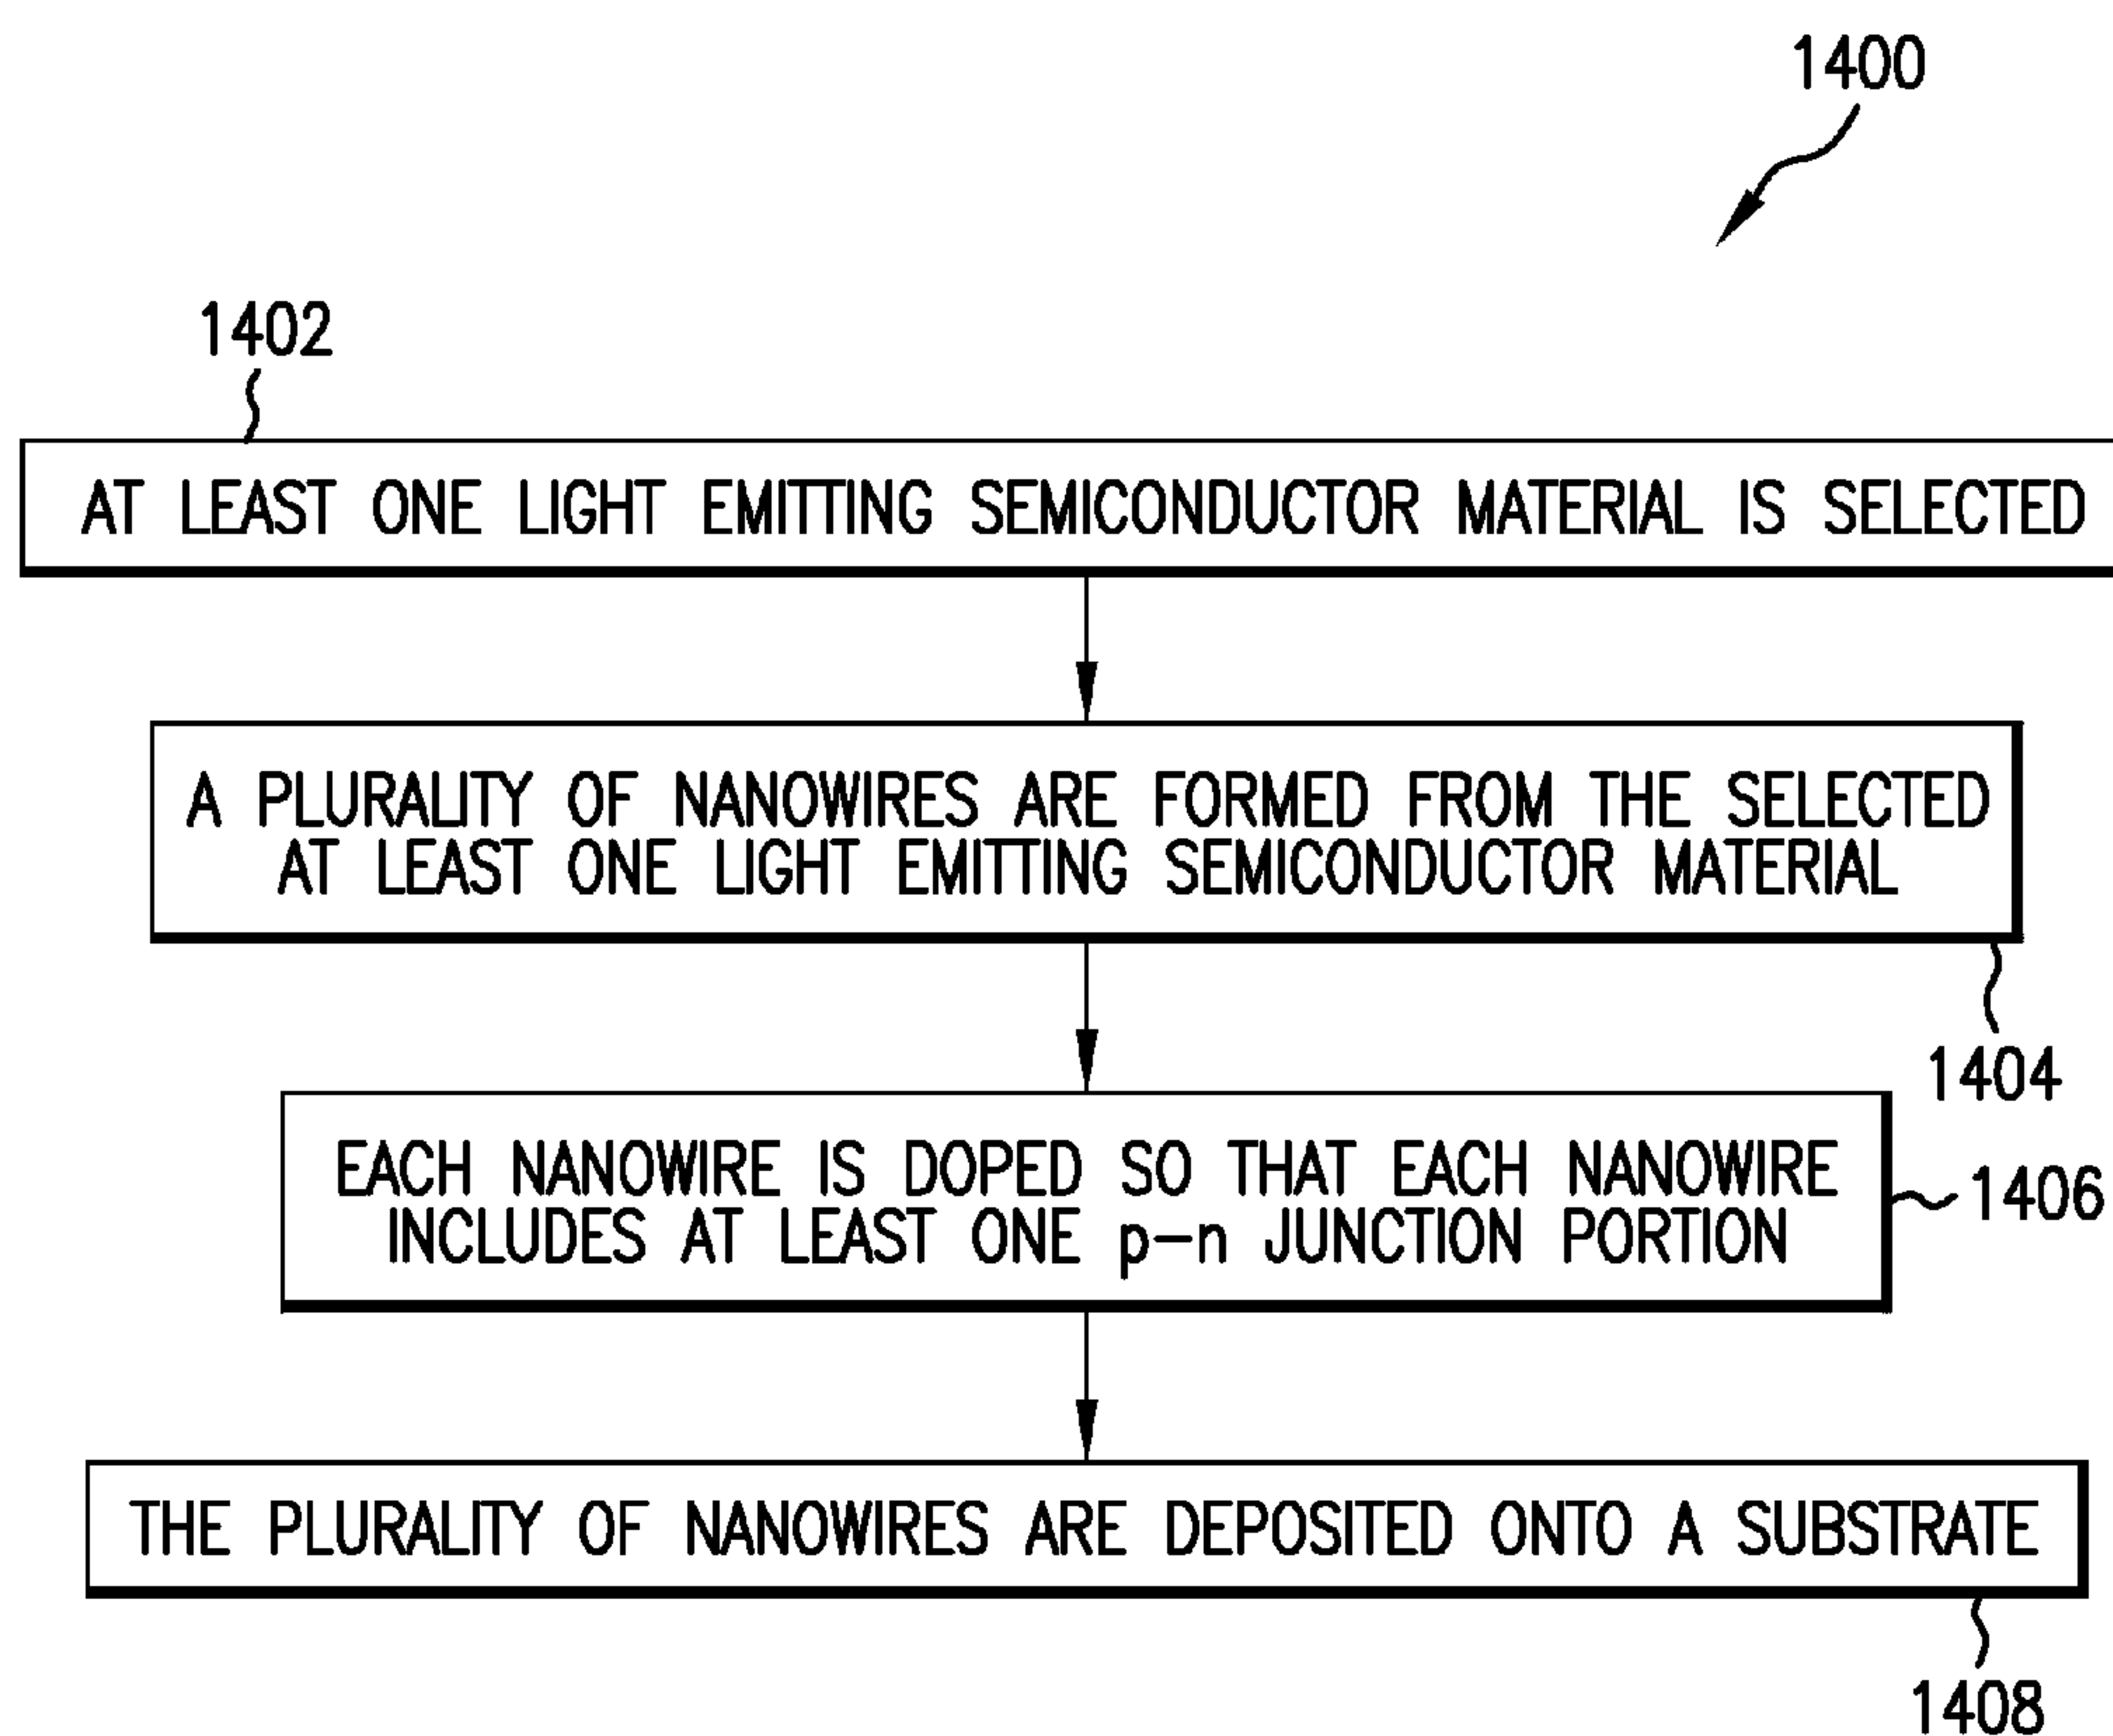 1400
1402
AT LEAST ONE LIGHT EMITTING SEMICONDUCTOR MATERIAL IS SELECTED
A PLURALITY OF NANOWIRES ARE FORMED FROM THE SELECTED
AT LEAST ONE LIGHT EMITTING SEMICONDUCTOR MATERIAL
1404
EACH NANOWIRE IS DOPED SO THAT EACH NANOWIRE
INCLUDES AT LEAST ONE p-n JUNCTION PORTION
1406
THE PLURALITY OF NANOWIRES ARE DEPOSITED ONTO A SUBSTRATE
1408